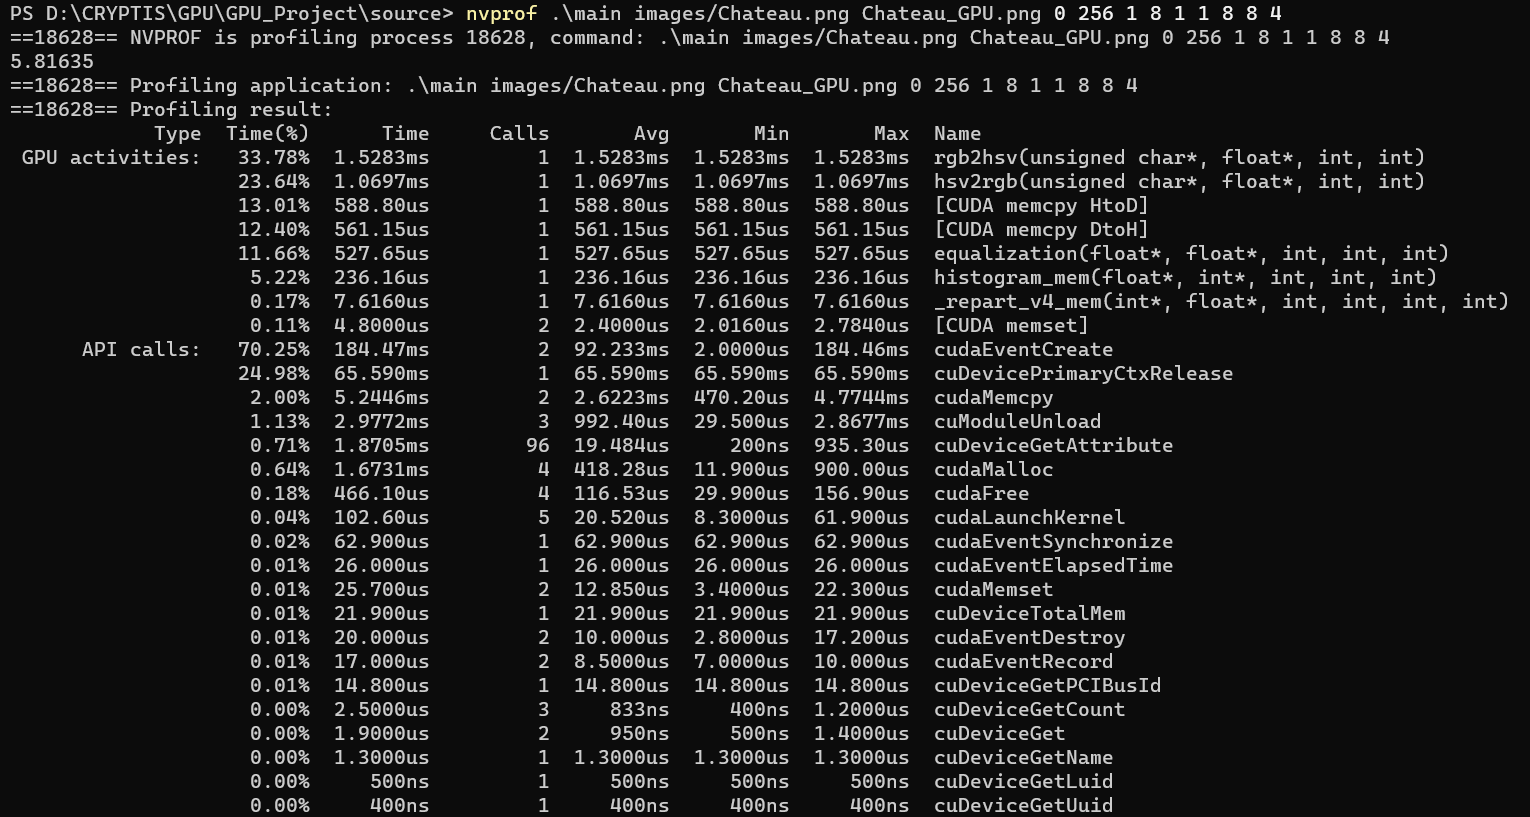 PS D:\CRYPTIS\GPU\GPU_Project\source> nvprof .\main images/Chateau.png Chateau_GPU.png 0 256 1 8 1 1 8 8 4
==18628== NVPROF is profiling process 18628, command: .\main images/Chateau.png Chateau_GPU.png 0 256 1 8 1 1 8 8 4
5.81635
==18628== Profiling application: .\main images/Chateau.png Chateau_GPU.png 0 256 1 8 1 1 8 8 4
==18628== Profiling result:
            Type  Time(%)      Time     Calls       Avg       Min       Max  Name
 GPU activities:   33.78%  1.5283ms         1  1.5283ms  1.5283ms  1.5283ms  rgb2hsv(unsigned char*, float*, int, int)
                   23.64%  1.0697ms         1  1.0697ms  1.0697ms  1.0697ms  hsv2rgb(unsigned char*, float*, int, int)
                   13.01%  588.80us         1  588.80us  588.80us  588.80us  [CUDA memcpy HtoD]
                   12.40%  561.15us         1  561.15us  561.15us  561.15us  [CUDA memcpy DtoH]
                   11.66%  527.65us         1  527.65us  527.65us  527.65us  equalization(float*, float*, int, int, int)
                    5.22%  236.16us         1  236.16us  236.16us  236.16us  histogram_mem(float*, int*, int, int, int)
                    0.17%  7.6160us         1  7.6160us  7.6160us  7.6160us  _repart_v4_mem(int*, float*, int, int, int, int)
                    0.11%  4.8000us         2  2.4000us  2.0160us  2.7840us  [CUDA memset]
      API calls:   70.25%  184.47ms         2  92.233ms  2.0000us  184.46ms  cudaEventCreate
                   24.98%  65.590ms         1  65.590ms  65.590ms  65.590ms  cuDevicePrimaryCtxRelease
                    2.00%  5.2446ms         2  2.6223ms  470.20us  4.7744ms  cudaMemcpy
                    1.13%  2.9772ms         3  992.40us  29.500us  2.8677ms  cuModuleUnload
                    0.71%  1.8705ms        96  19.484us     200ns  935.30us  cuDeviceGetAttribute
                    0.64%  1.6731ms         4  418.28us  11.900us  900.00us  cudaMalloc
                    0.18%  466.10us         4  116.53us  29.900us  156.90us  cudaFree
                    0.04%  102.60us         5  20.520us  8.3000us  61.900us  cudaLaunchKernel
                    0.02%  62.900us         1  62.900us  62.900us  62.900us  cudaEventSynchronize
                    0.01%  26.000us         1  26.000us  26.000us  26.000us  cudaEventElapsedTime
                    0.01%  25.700us         2  12.850us  3.4000us  22.300us  cudaMemset
                    0.01%  21.900us         1  21.900us  21.900us  21.900us  cuDeviceTotalMem
                    0.01%  20.000us         2  10.000us  2.8000us  17.200us  cudaEventDestroy
                    0.01%  17.000us         2  8.5000us  7.0000us  10.000us  cudaEventRecord
                    0.01%  14.800us         1  14.800us  14.800us  14.800us  cuDeviceGetPCIBusId
                    0.00%  2.5000us         3     833ns     400ns  1.2000us  cuDeviceGetCount
                    0.00%  1.9000us         2     950ns     500ns  1.4000us  cuDeviceGet
                    0.00%  1.3000us         1  1.3000us  1.3000us  1.3000us  cuDeviceGetName
                    0.00%     500ns         1     500ns     500ns     500ns  cuDeviceGetLuid
                    0.00%     400ns         1     400ns     400ns     400ns  cuDeviceGetUuid